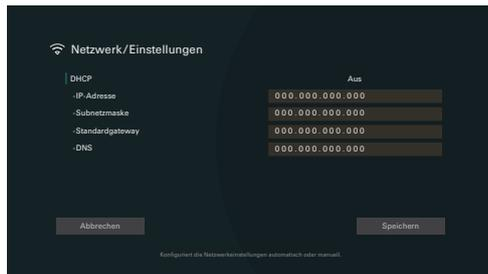 Netzwerk/Einstellungen
DHCP Aus
-IP-Adresse 000.000.000.000
-Subnetzmaske 000.000.000.000
-Standardgateway 000.000.000.000
-DNS 000.000.000.000
Abbrechen Speichern
Konfiguriert die Netzwerkeinstellungen automatisch oder manuell.